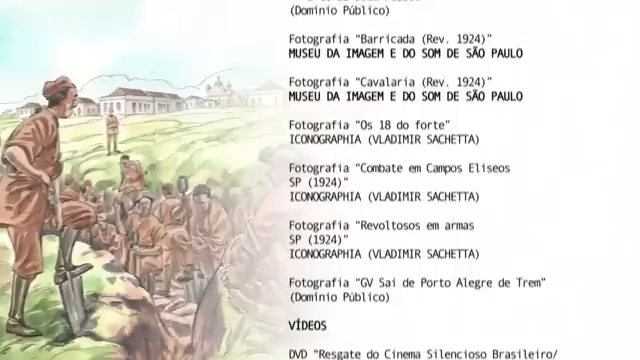 (Domínio Público)
Fotografia "Barricada (Rev. 1924)"
MUSEU DA IMAGEM E DO SOM DE SÃO PAULO
Fotografia "Cavalaria (Rev. 1924)"
MUSEU DA IMAGEM E DO SOM DE SÃO PAULO
Fotografia "Os 18 do forte"
ICONOGRAPHIA (VLADIMIR SACHETTA)
Fotografia "Combate em Campos Elíseos
SP (1924)"
ICONOGRAPHIA (VLADIMIR SACHETTA)
Fotografia "Revoltosos em armas
SP (1924)"
ICONOGRAPHIA (VLADIMIR SACHETTA)
Fotografia "GV Sai de Porto Alegre de Trem"
(Domínio Público)
VÍDEOS
DVD "Resgate do Cinema Silencioso Brasileiro/